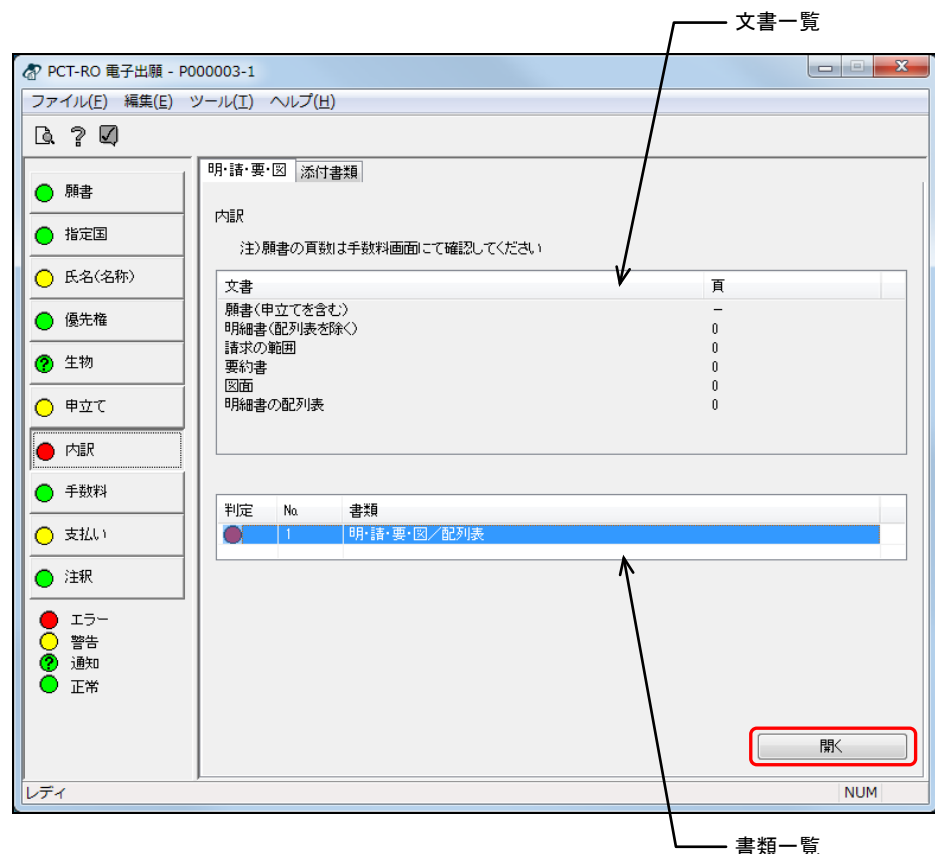 文書一覧
PCT-RO 電子出願 - P000003-1
ファイル(F) 編集(E) ツール(T) ヘルプ(H)
願書
指定国
氏名(名称)
優先権
生物
申立て
内訳
手数料
支払い
注釈
エラー
警告
通知
正常
明・請・要・図 添付書類
内訳
注)願書の頁数は手数料画面にて確認してください
文書 頁
願書(申立てを含む) －
明細書(配列表を除く) 0
請求の範囲 0
要約書 0
図面 0
明細書の配列表 0
判定 No. 書類
1 明・請・要・図／配列表
開く
レディ NUM
書類一覧